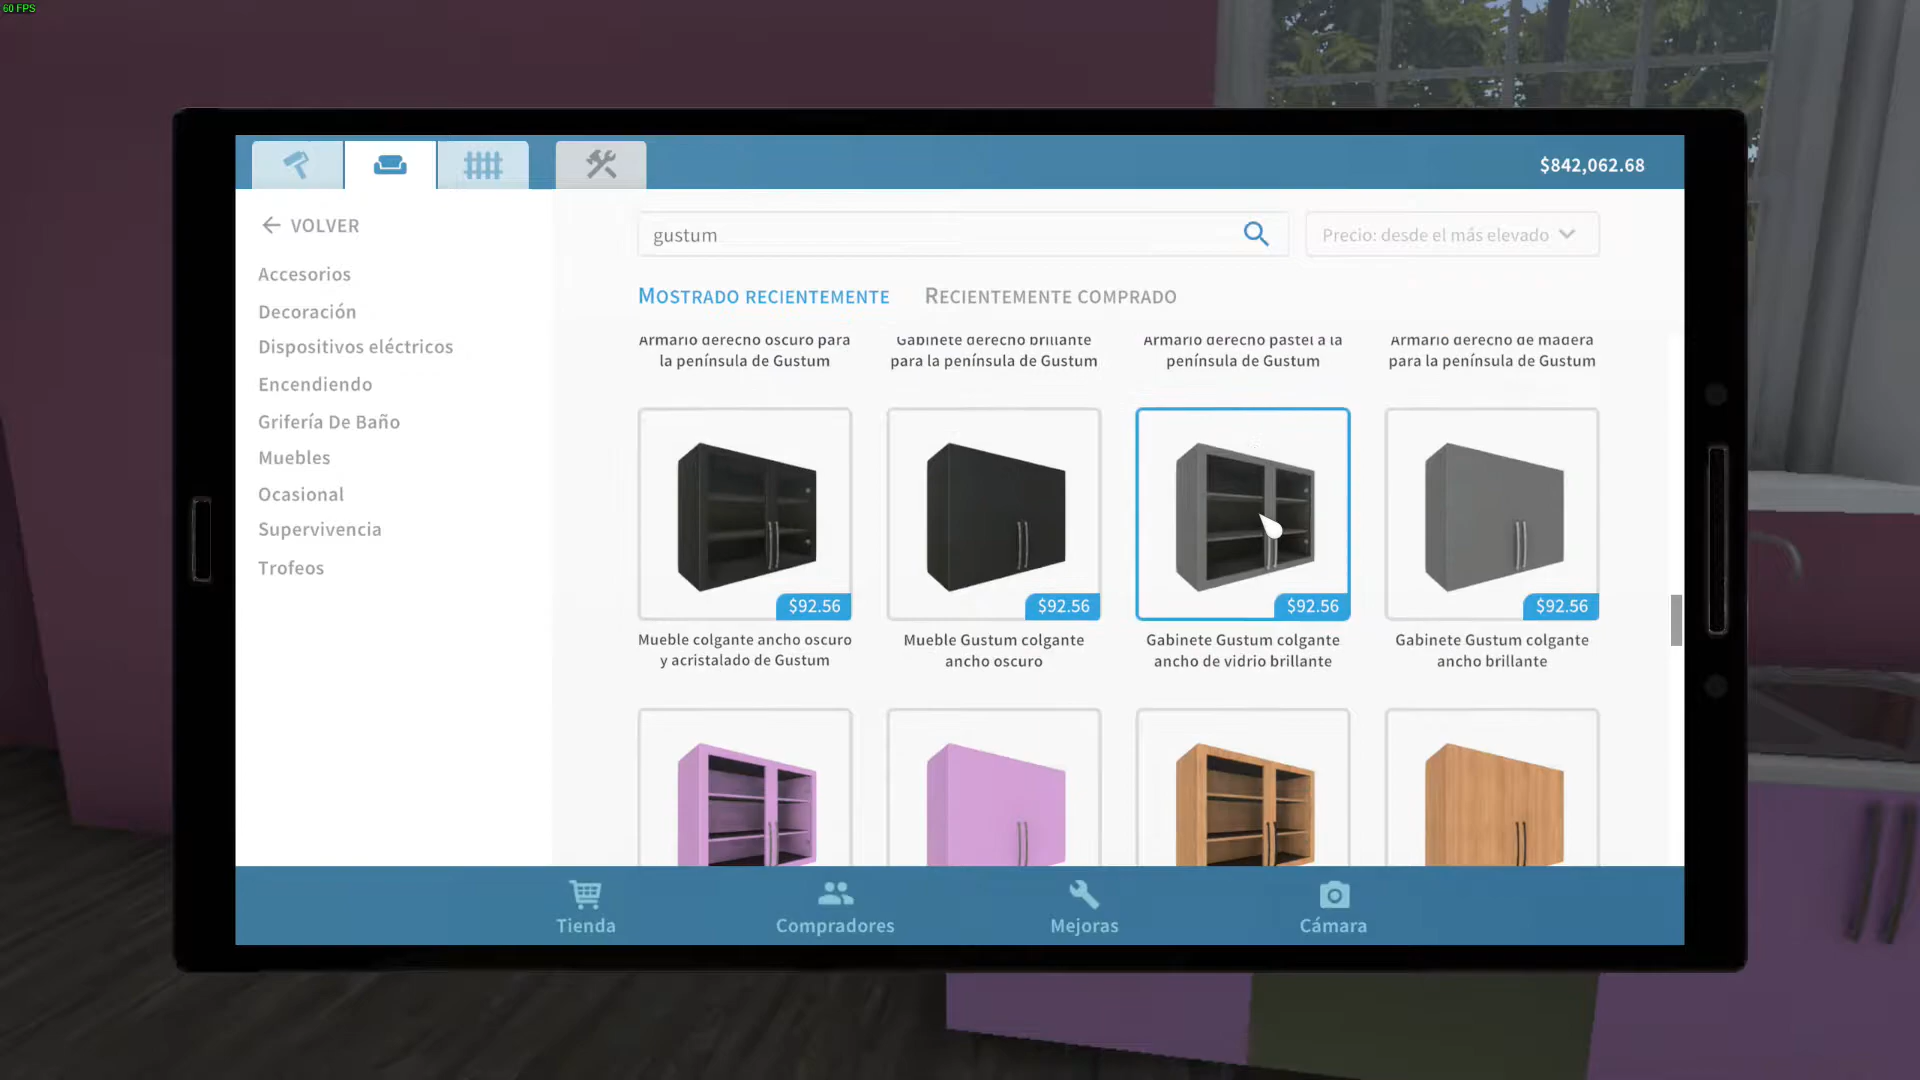 60 FPS
$842,062.68
VOLVER
Accesorios
Decoración
Dispositivos eléctricos
Encendiendo
Grifería De Baño
Muebles
Ocasional
Supervivencia
Trofeos
gustum
Precio: desde el más elevado
MOSTRADO RECIENTEMENTE
RECIENTEMENTE COMPRADO
Armario derecho oscuro para
la península de Gustum
Gabinete derecho brillante
para la península de Gustum
Armario derecho pastel a la
península de Gustum
Armario derecho de madera
para la península de Gustum
$92.56
Mueble colgante ancho oscuro
y acristalado de Gustum
$92.56
Mueble Gustum colgante
ancho oscuro
$92.56
Gabinete Gustum colgante
ancho de vidrio brillante
$92.56
Gabinete Gustum colgante
ancho brillante
Tienda
Compradores
Mejoras
Cámara